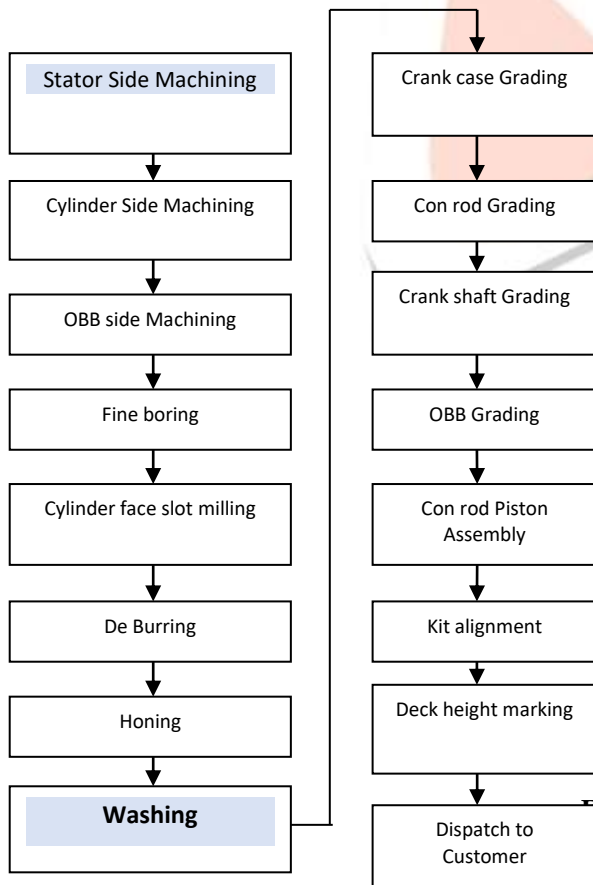 Stator Side Machining
Cylinder Side Machining
OBB side Machining
Fine boring
Cylinder face slot milling
De Burring
Honing
Washing
Crank case Grading
Con rod Grading
Crank shaft Grading
OBB Grading
Con rod Piston
Assembly
Kit alignment
Deck height marking
Dispatch to
Customer